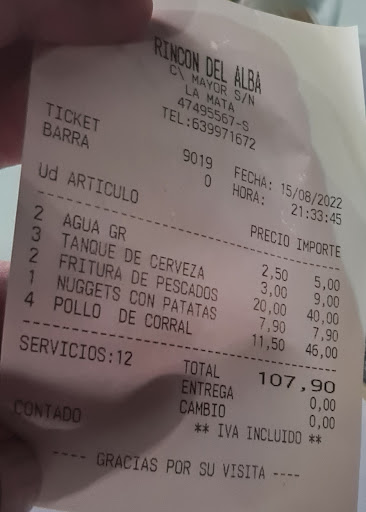 RINCON DEL ALBA
C\ MAYOR S/N
LA MATA
47495567-S
TEL:639971672
TICKET 9019 FECHA: 15/08/2022
BARRA 0 HORA: 21:33:45
Ud ARTICULO PRECIO IMPORTE
2 AGUA GR 2,50 5,00
3 TANQUE DE CERVEZA 3,00 9,00
2 FRITURA DE PESCADOS 20,00 40,00
1 NUGGETS CON PATATAS 7,90 7,90
4 POLLO DE CORRAL 11,50 46,00
SERVICIOS:12 TOTAL 107,90
ENTREGA 0,00
CONTADO CAMBIO 0,00
** IVA INCLUIDO **
---- GRACIAS POR SU VISITA ----